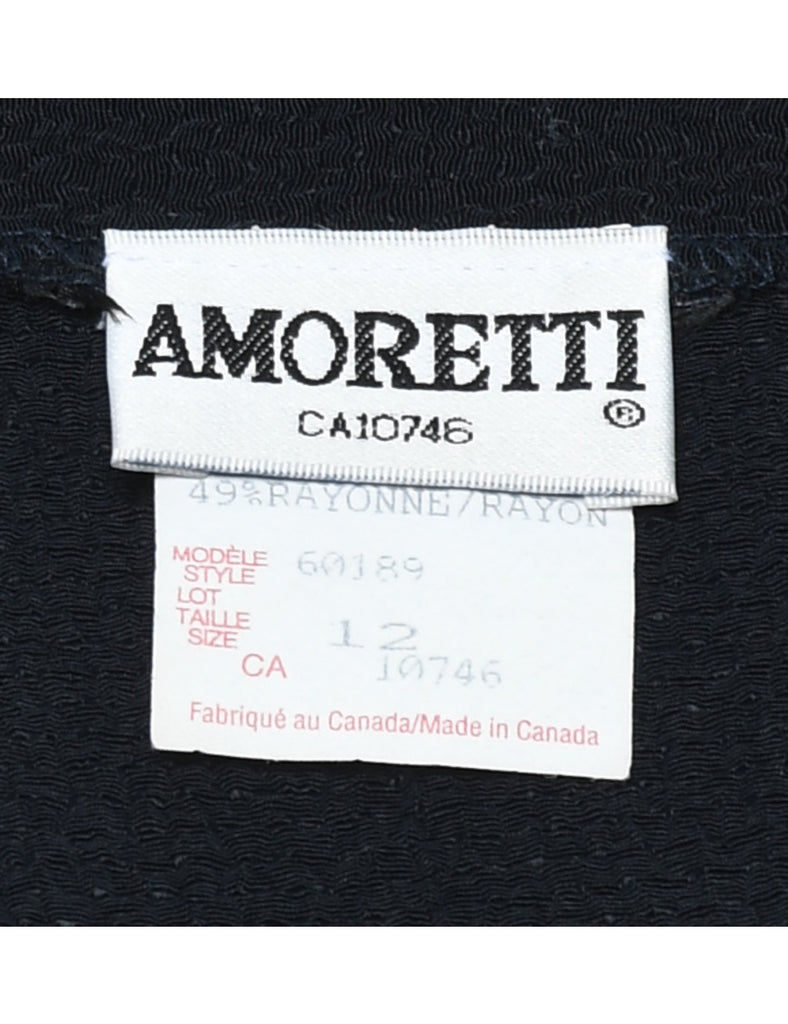 AMORETTI
®
CA10746
49%RAYONNE/RAYON
MODÈLE
STYLE 60189
LOT
TAILLE
SIZE 12
CA 10746
Fabriqué au Canada/Made in Canada